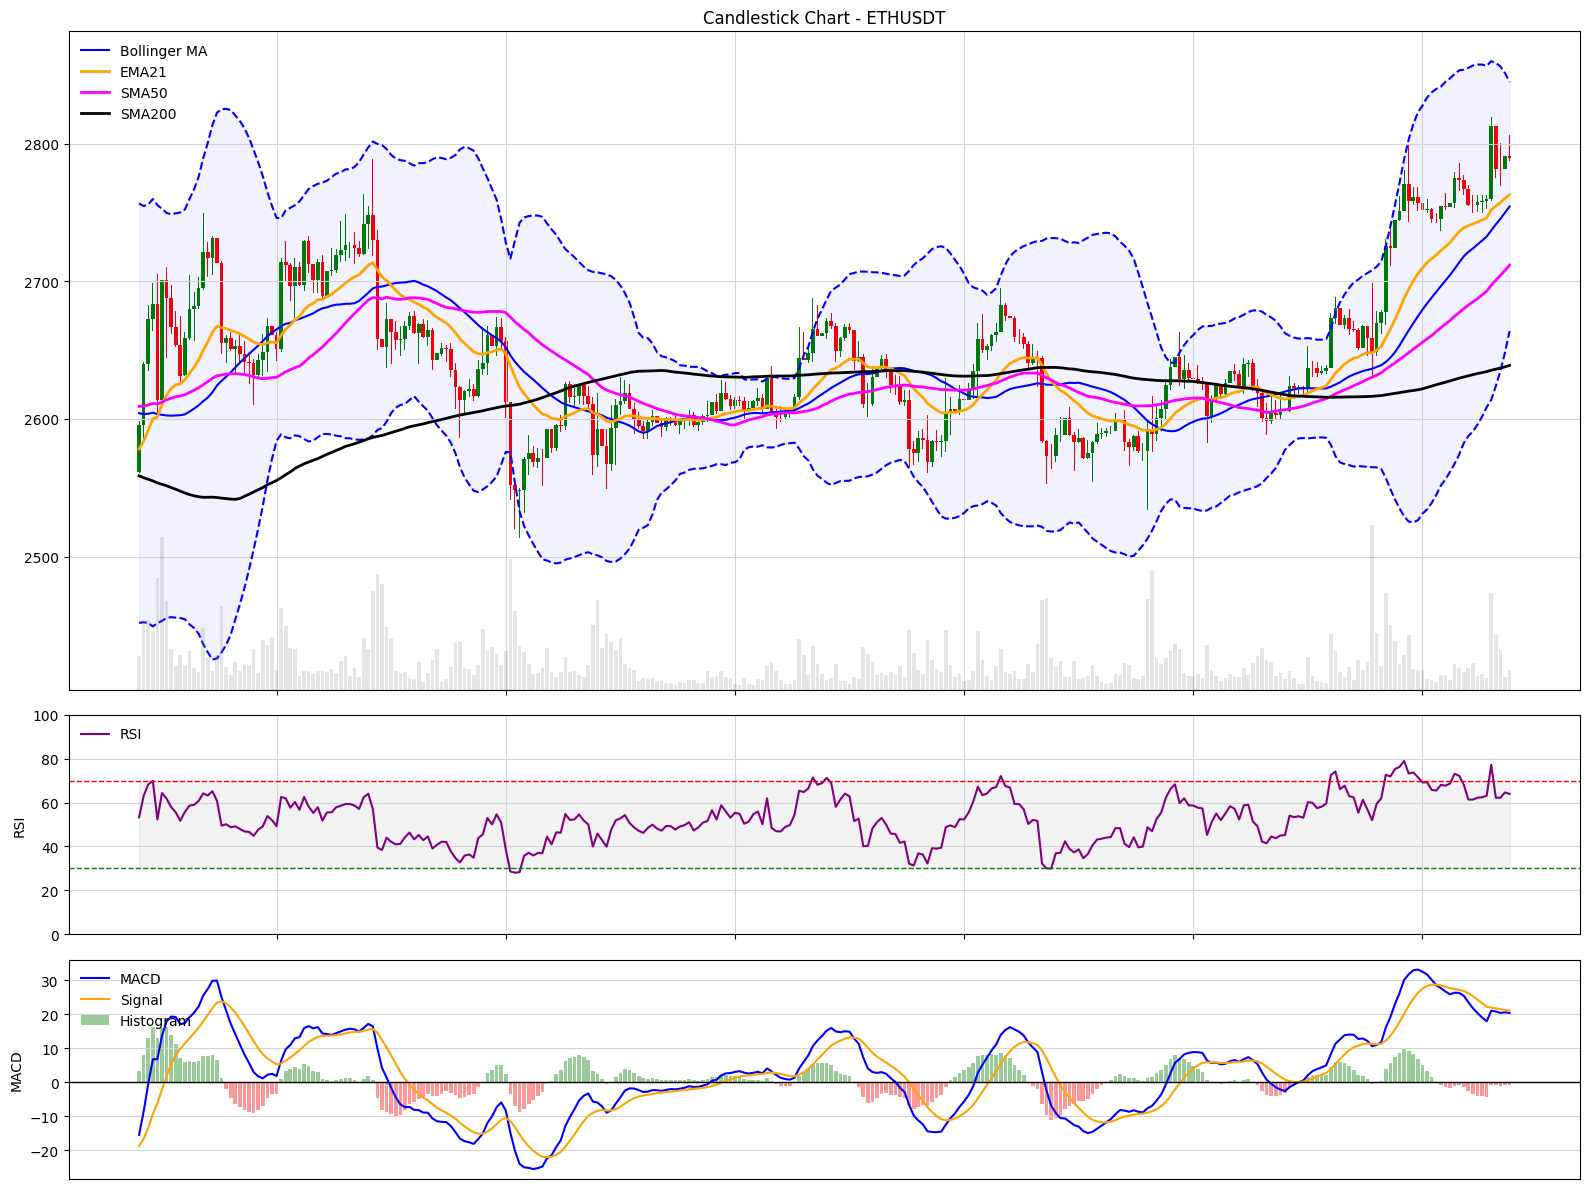 Candlestick Chart - ETHUSDT
Bollinger MA
EMA21
SMA50
SMA200
2800
2700
2600
2500
100
RSI
80
60
RSI
40
20
0
MACD
30
Signal
20
Histogram
10
MACD
0
−10
−20